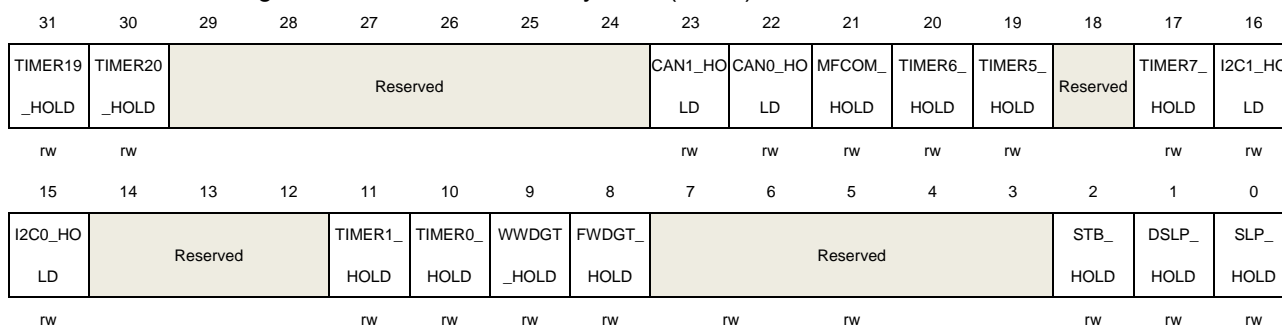 31 30 29 28 27 26 25 24 23 22 21 20 19 18 17 16
TIMER19 TIMER20 Reserved CAN1_HO CAN0_HO MFCOM_ TIMER6_ TIMER5_ Reserved TIMER7_ I2C1_HO
_HOLD _HOLD LD LD HOLD HOLD HOLD HOLD LD
rw rw rw rw rw rw rw rw rw
15 14 13 12 11 10 9 8 7 6 5 4 3 2 1 0
I2C0_HO Reserved TIMER1_ TIMER0_ WWDGT FWDGT_ Reserved STB_ DSLP_ SLP_
LD HOLD HOLD _HOLD HOLD HOLD HOLD HOLD
rw rw rw rw rw rw rw rw rw rw